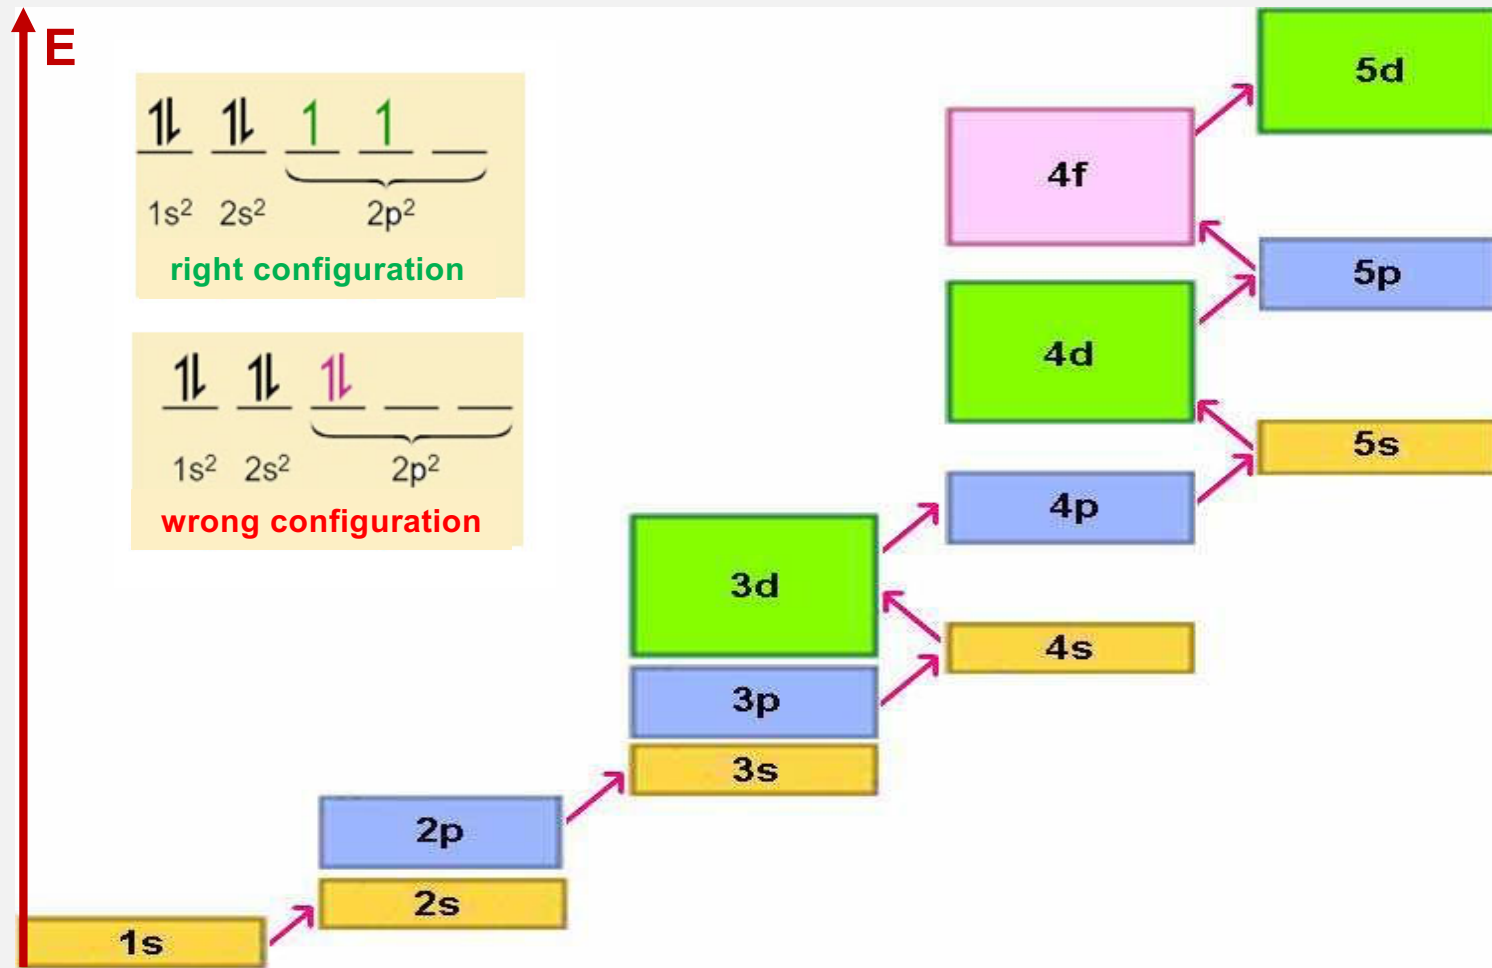 E
1s² 2s² 2p²
right configuration
1s² 2s² 2p²
wrong configuration
5d
4f
5p
4d
5s
4p
3d
4s
3p
3s
2p
2s
1s